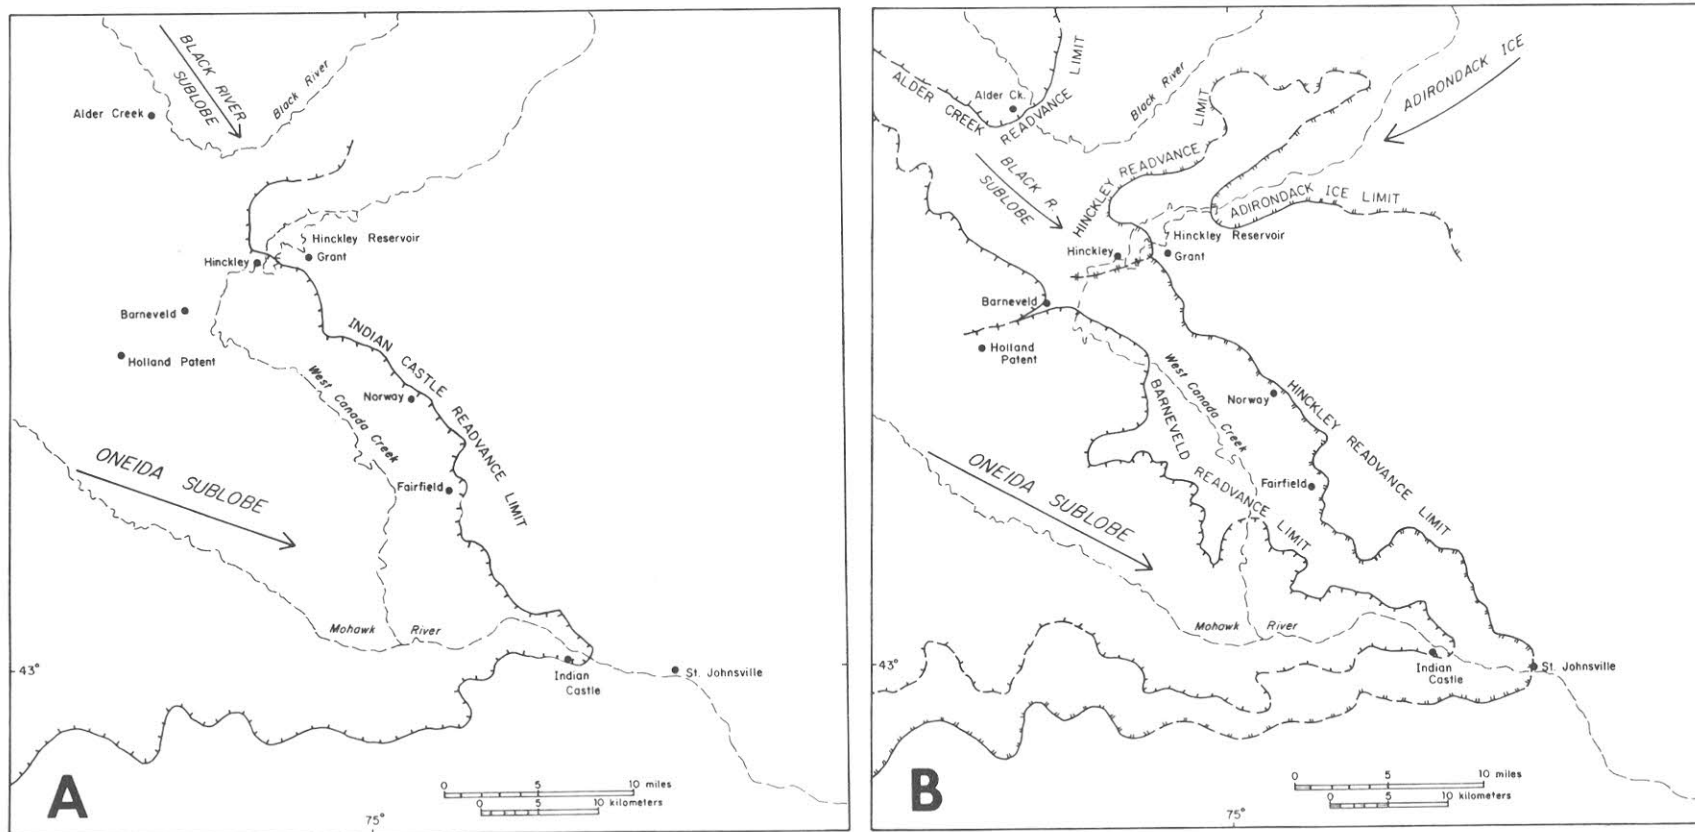 BLACK RIVER
SUBLOBE
Black River
Alder Creek
Hinckley Reservoir
Hinckley
Grant
Barneveld
Holland Patent
INDIAN CASTLE READVANCE LIMIT
West Canada Creek
Norway
ONEIDA SUBLOBE
Fairfield
Mohawk River
43°
Indian
Castle
St. Johnsville
A
0 5 10 miles
0 5 10 kilometers
75°
ALDER CREEK READVANCE LIMIT
Alder Ck.
Black River
ADIRONDACK ICE
BLACK R.
SUBLOBE
HINCKLEY READVANCE LIMIT
ADIRONDACK ICE LIMIT
Hinckley Reservoir
Hinckley
Grant
Barneveld
Holland
Patent
West Canada Creek
BARNEVELD READVANCE LIMIT
Norway
HINCKLEY READVANCE LIMIT
ONEIDA SUBLOBE
Fairfield
Mohawk River
43°
Indian
Castle
St. Johnsville
B
0 5 10 miles
0 5 10 kilometers
75°